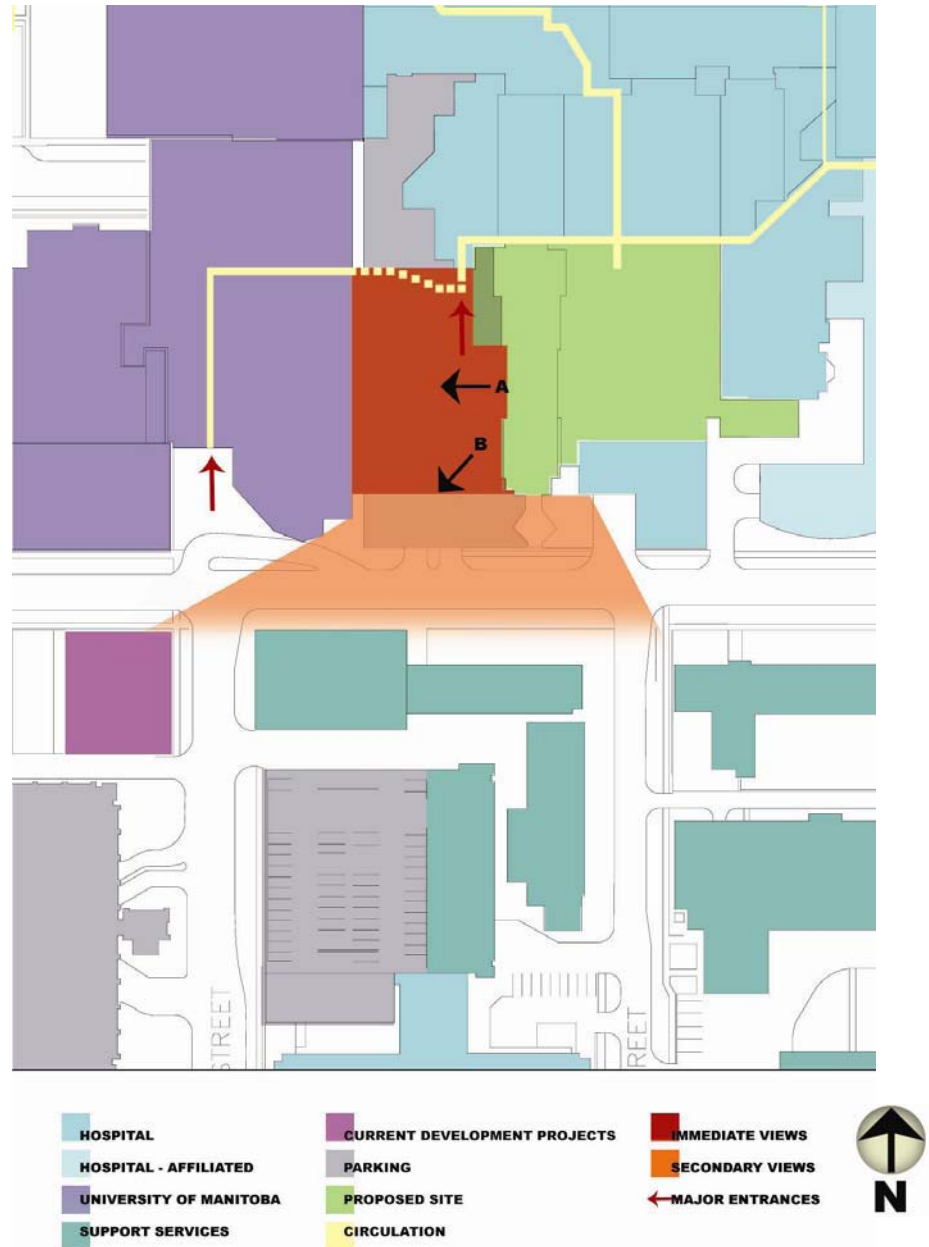 A
B
STREET
REET
HOSPITAL
HOSPITAL - AFFILIATED
UNIVERSITY OF MANITOBA
SUPPORT SERVICES
CURRENT DEVELOPMENT PROJECTS
PARKING
PROPOSED SITE
CIRCULATION
IMMEDIATE VIEWS
SECONDARY VIEWS
MAJOR ENTRANCES
N